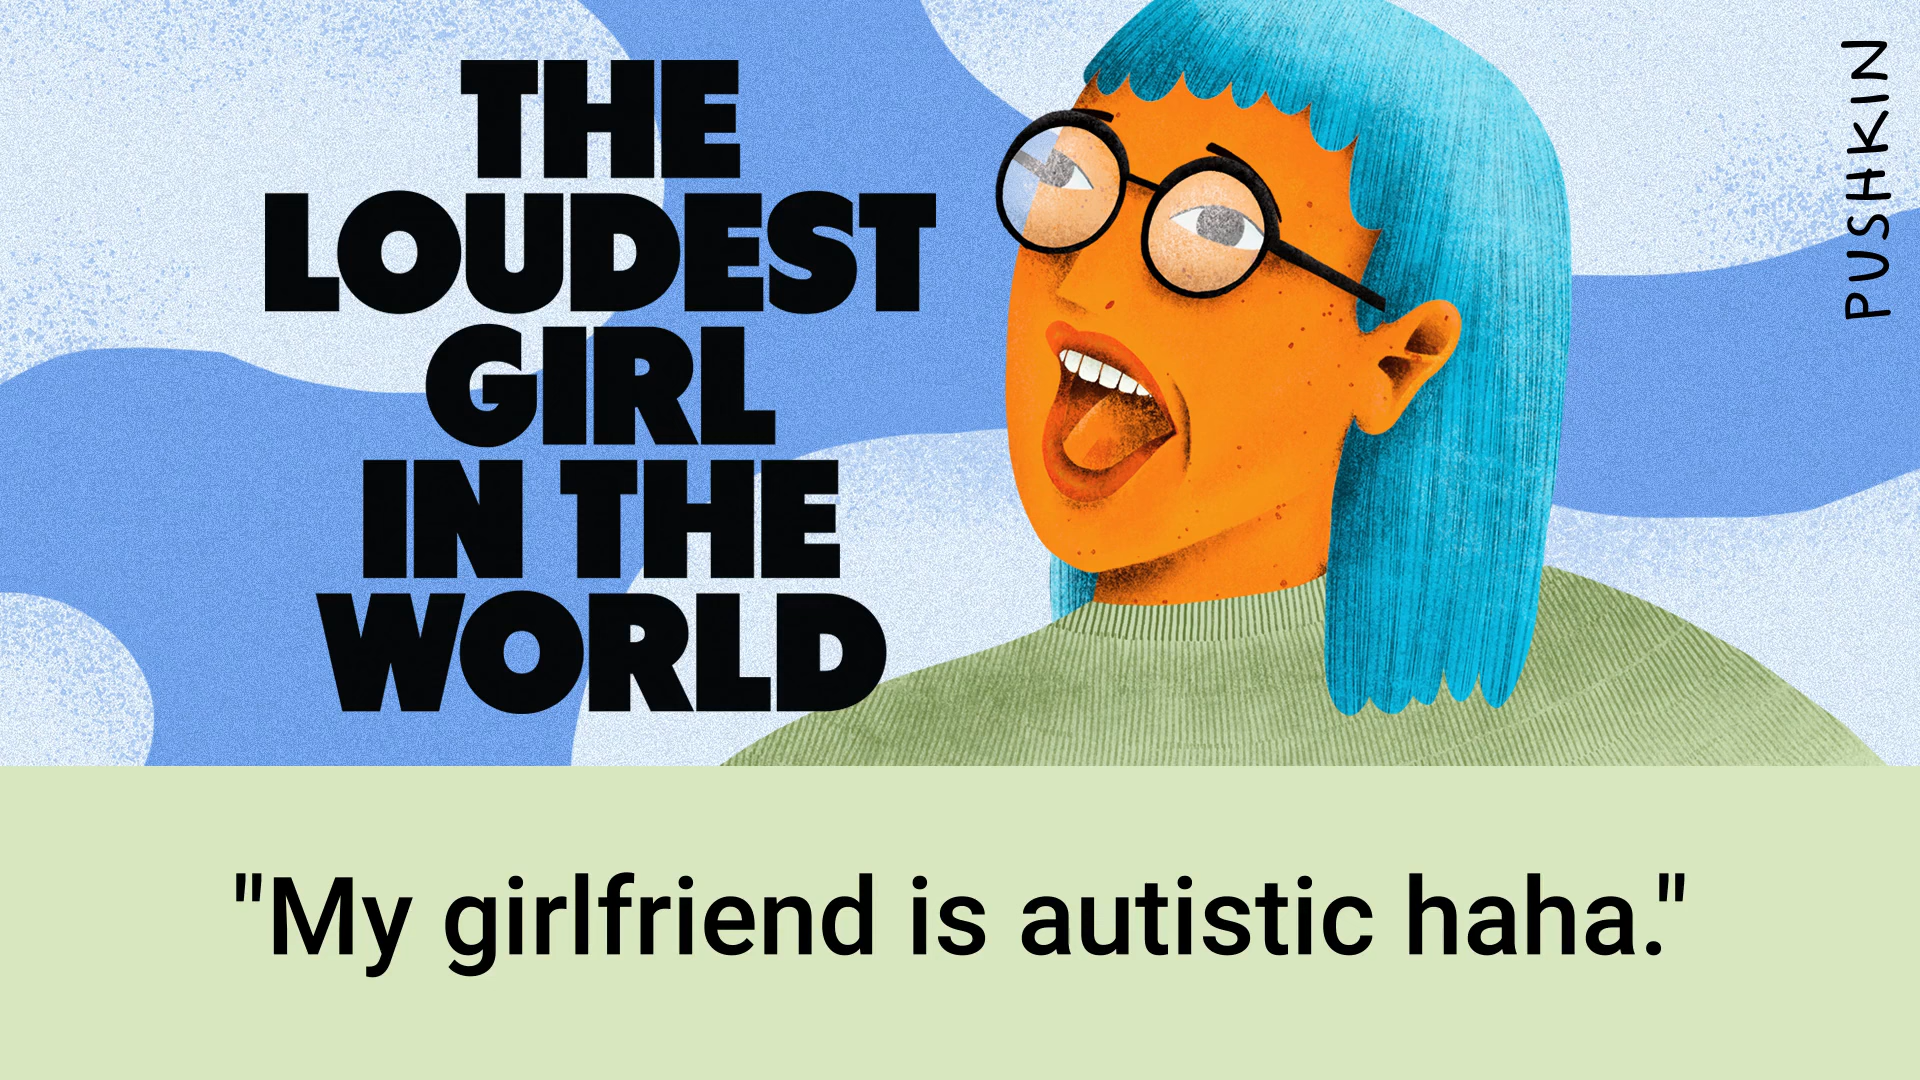 THE
LOUDEST
GIRL
IN THE
WORLD
PUSHKIN
"My girlfriend is autistic haha."